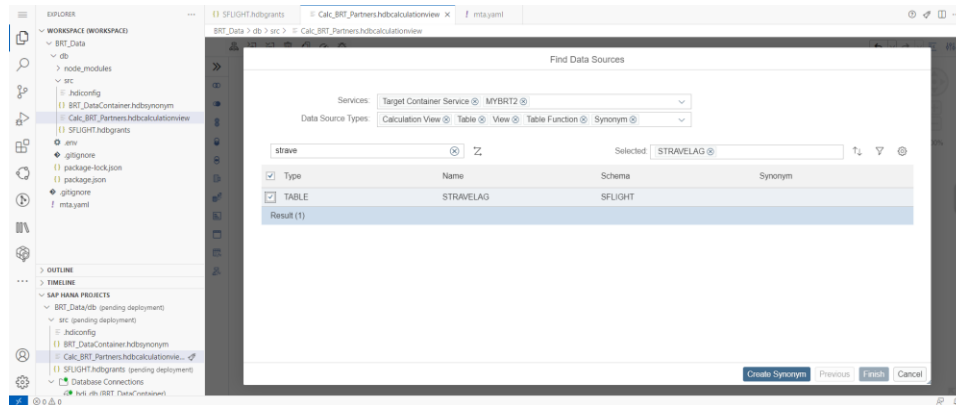 EXPLORER
WORKSPACE (WORKSPACE)
BRT_Data
db
node_modules
src
.hdiconfig
BRT_DataContainer.hdbsynonym
Calc_BRT_Partners.hdbcalculationview
SFLIGHT.hdbgrants
.env
.gitignore
package-lock.json
package.json
.gitignore
mta.yaml
OUTLINE
TIMELINE
SAP HANA PROJECTS
BRT_Data/db (pending deployment)
src (pending deployment)
.hdiconfig
BRT_DataContainer.hdbsynonym
Calc_BRT_Partners.hdbcalculationvie...
SFLIGHT.hdbgrants (pending deployment)
Database Connections
hdi_db (BRT_DataContainer)
0 0
SFLIGHT.hdbgrants
Calc_BRT_Partners.hdbcalculationview
mta.yaml
BRT_Data > db > src > Calc_BRT_Partners.hdbcalculationview
Find Data Sources
Services: Target Container Service MYBRT2
Data Source Types: Calculation View Table View Table Function Synonym
strave Selected: STRAVELAG
Type Name Schema Synonym
TABLE STRAVELAG SFLIGHT
Result (1)
Create Synonym Previous Finish Cancel